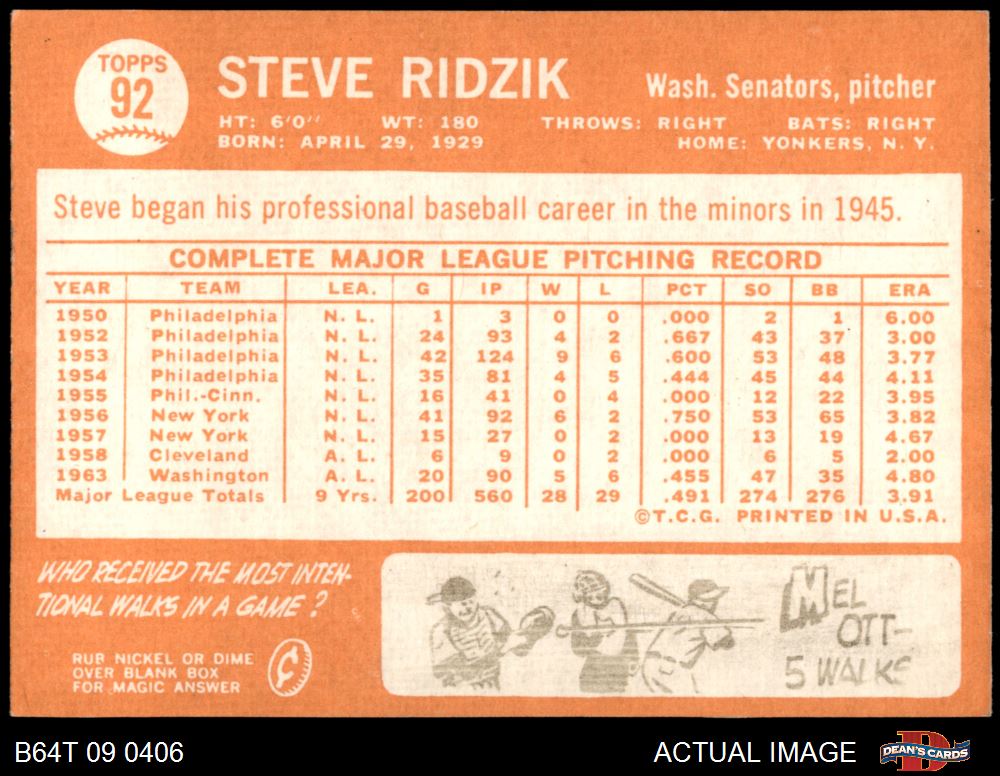 TOPPS
92
STEVE RIDZIK
Wash. Senators, pitcher
HT: 6'0" WT: 180 THROWS: RIGHT BATS: RIGHT
BORN: APRIL 29, 1929 HOME: YONKERS, N. Y.
Steve began his professional baseball career in the minors in 1945.
COMPLETE MAJOR LEAGUE PITCHING RECORD
YEAR TEAM LEA. G IP W L PCT SO BB ERA
1950 Philadelphia N. L. 1 3 0 0 .000 2 1 6.00
1952 Philadelphia N. L. 24 93 4 2 .667 43 37 3.00
1953 Philadelphia N. L. 42 124 9 6 .600 53 48 3.77
1954 Philadelphia N. L. 35 81 4 5 .444 45 44 4.11
1955 Phil.-Cinn. N. L. 16 41 0 4 .000 12 22 3.95
1956 New York N. L. 41 92 6 2 .750 53 65 3.82
1957 New York N. L. 15 27 0 2 .000 13 19 4.67
1958 Cleveland A. L. 6 9 0 2 .000 6 5 2.00
1963 Washington A. L. 20 90 5 6 .455 47 35 4.80
Major League Totals 9 Yrs. 200 560 28 29 .491 274 276 3.91
©T.C.G. PRINTED IN U.S.A.
WHO RECEIVED THE MOST INTEN-
TIONAL WALKS IN A GAME?
RUB NICKEL OR DIME
OVER BLANK BOX
FOR MAGIC ANSWER
¢
MEL
OTT-
5 WALKS
B64T 09 0406
ACTUAL IMAGE
D
DEAN'S CARDS